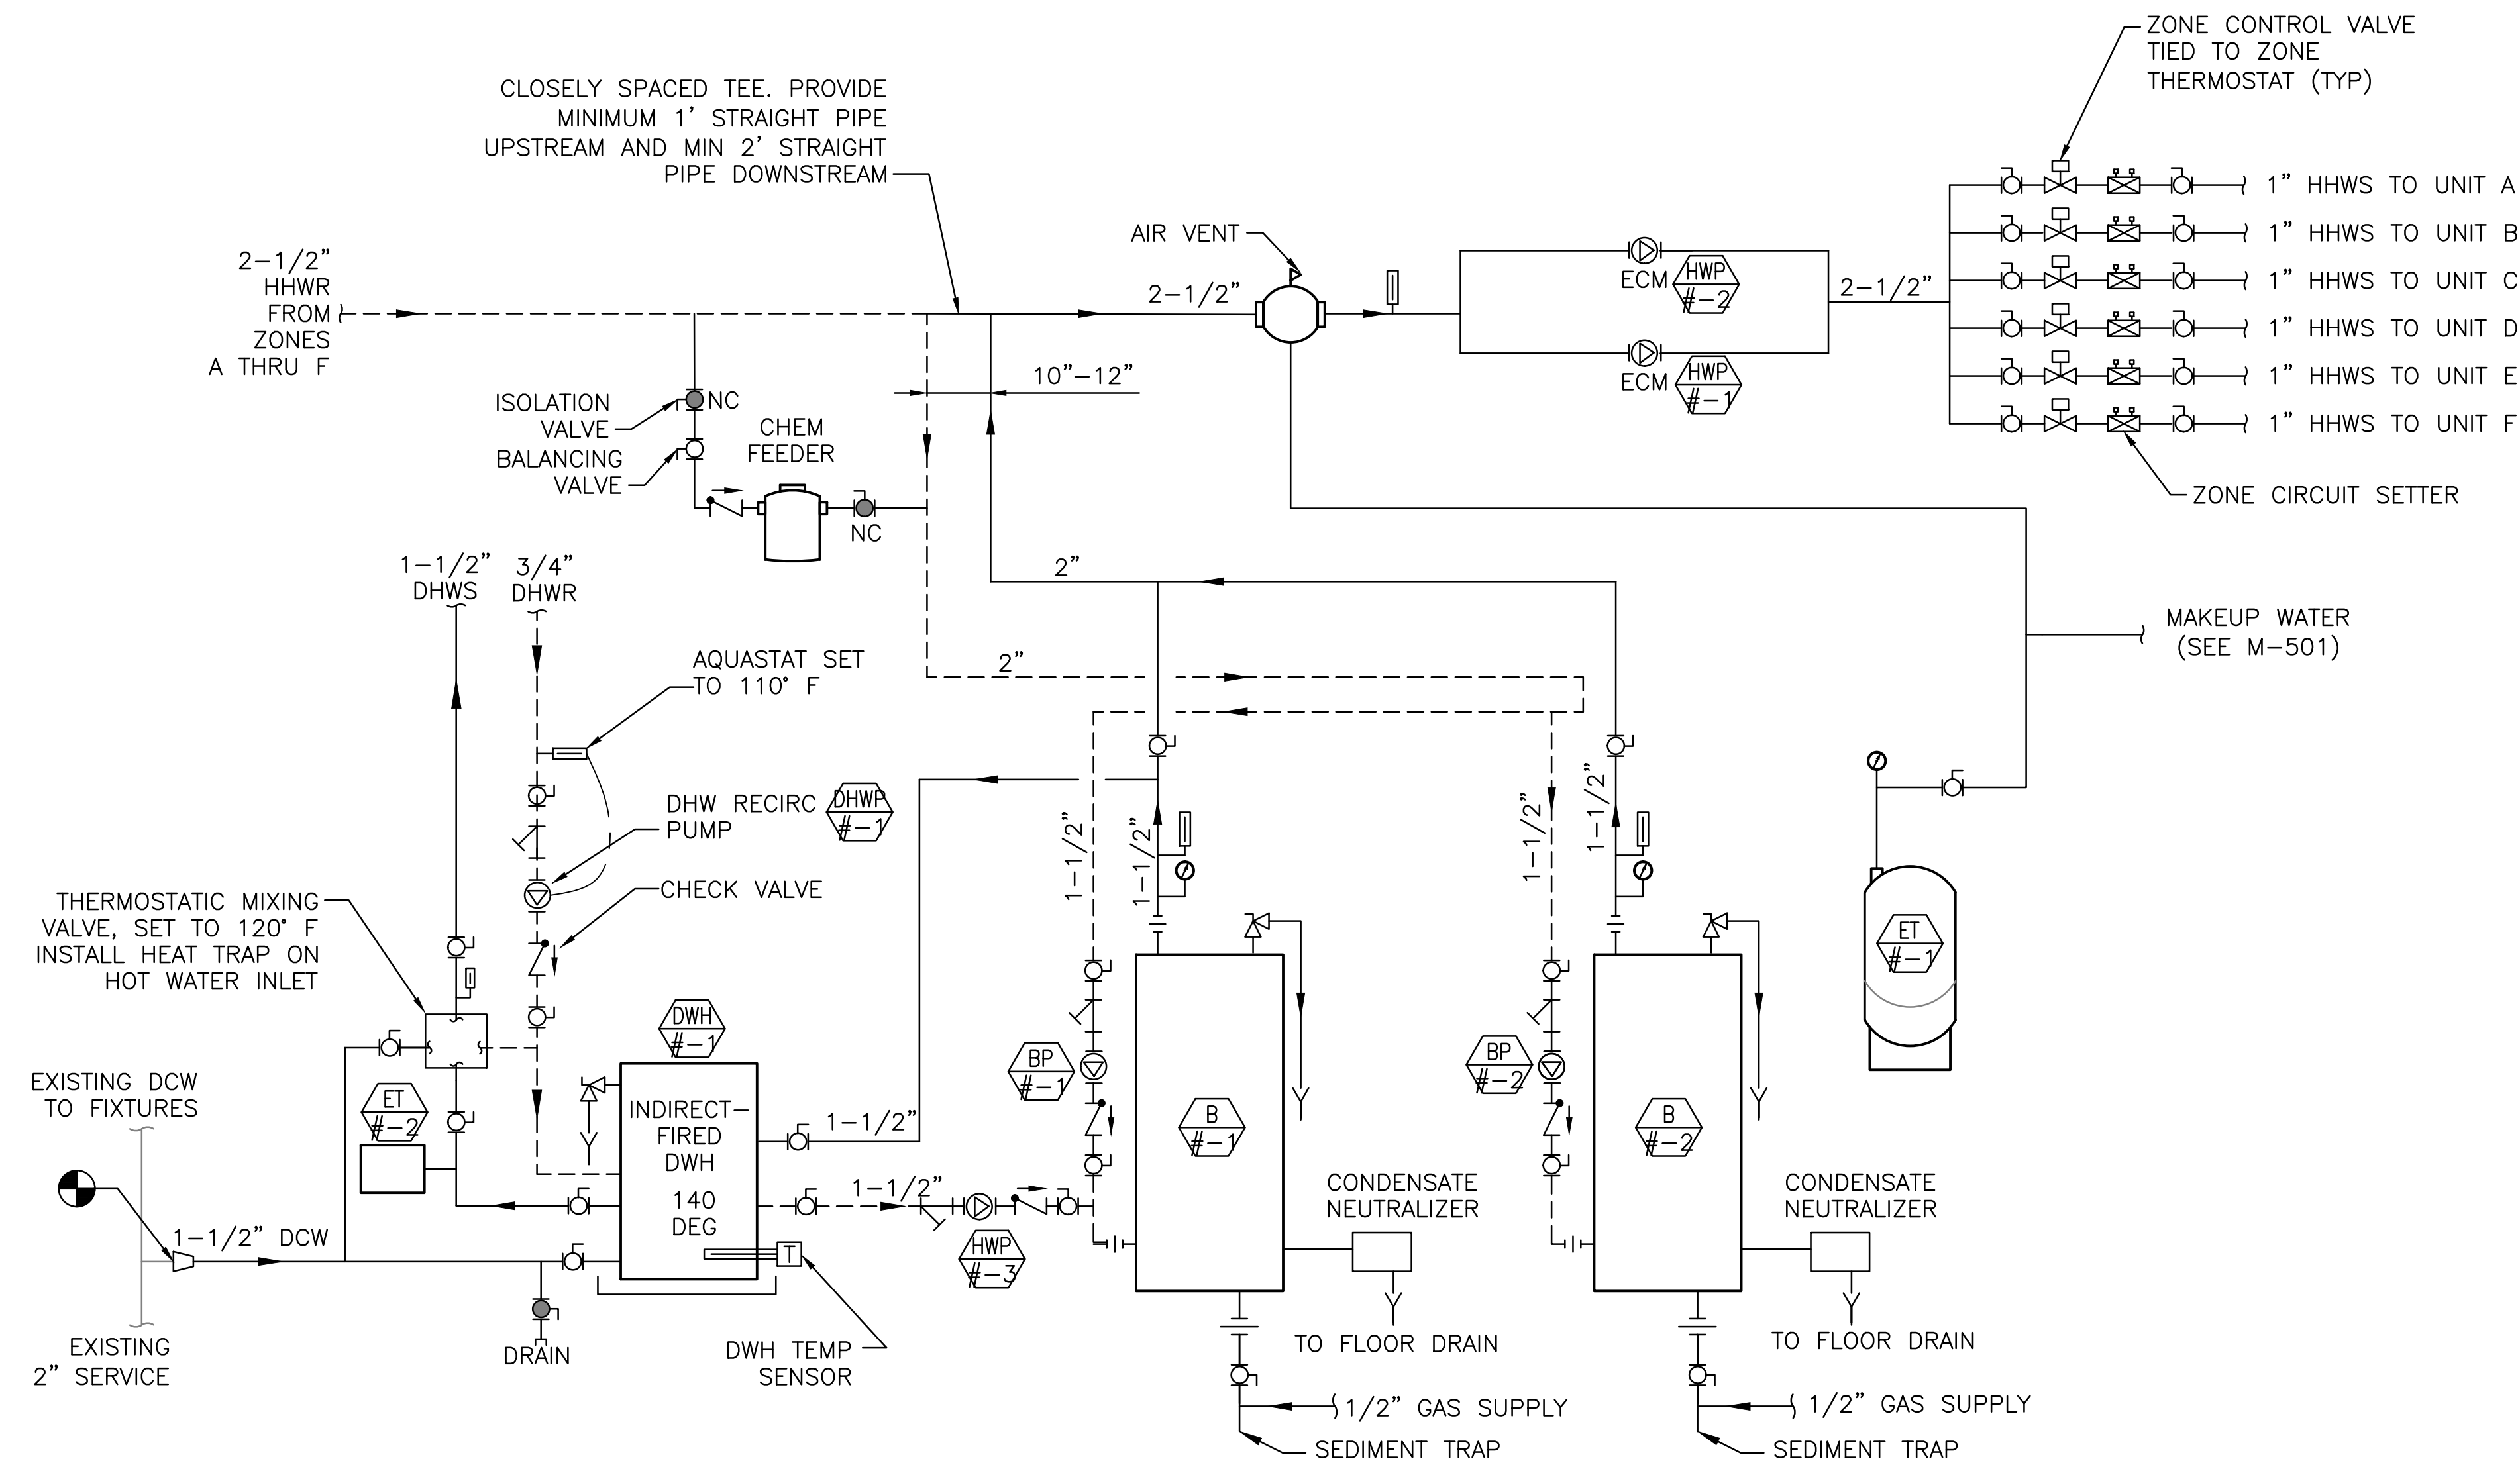 ZONE CONTROL VALVE
TIED TO ZONE
THERMOSTAT (TYP)
CLOSELY SPACED TEE. PROVIDE
MINIMUM 1' STRAIGHT PIPE
UPSTREAM AND MIN 2' STRAIGHT
PIPE DOWNSTREAM
AIR VENT
2-1/2"
HHWR
FROM
ZONES
A THRU F
2-1/2"
ECM
HWP
#-2
ECM
HWP
#-1
2-1/2"
1" HHWS TO UNIT A
1" HHWS TO UNIT B
1" HHWS TO UNIT C
1" HHWS TO UNIT D
1" HHWS TO UNIT E
1" HHWS TO UNIT F
ZONE CIRCUIT SETTER
10"-12"
ISOLATION
VALVE
NC
BALANCING
VALVE
CHEM
FEEDER
NC
1-1/2"
DHWS
3/4"
DHWR
2"
2"
MAKEUP WATER
(SEE M-501)
AQUASTAT SET
TO 110° F
DHW RECIRC
PUMP
DHWP
#-1
CHECK VALVE
THERMOSTATIC MIXING
VALVE, SET TO 120° F
INSTALL HEAT TRAP ON
HOT WATER INLET
1-1/2"
1-1/2"
1-1/2"
1-1/2"
ET
#-1
DWH
#-1
BP
#-1
BP
#-2
EXISTING DCW
TO FIXTURES
ET
#-2
INDIRECT-
FIRED
DWH
140
DEG
T
1-1/2"
1-1/2"
HWP
#-3
B
#-1
B
#-2
CONDENSATE
NEUTRALIZER
CONDENSATE
NEUTRALIZER
1-1/2" DCW
EXISTING
2" SERVICE
DRAIN
DWH TEMP
SENSOR
TO FLOOR DRAIN
TO FLOOR DRAIN
1/2" GAS SUPPLY
1/2" GAS SUPPLY
SEDIMENT TRAP
SEDIMENT TRAP